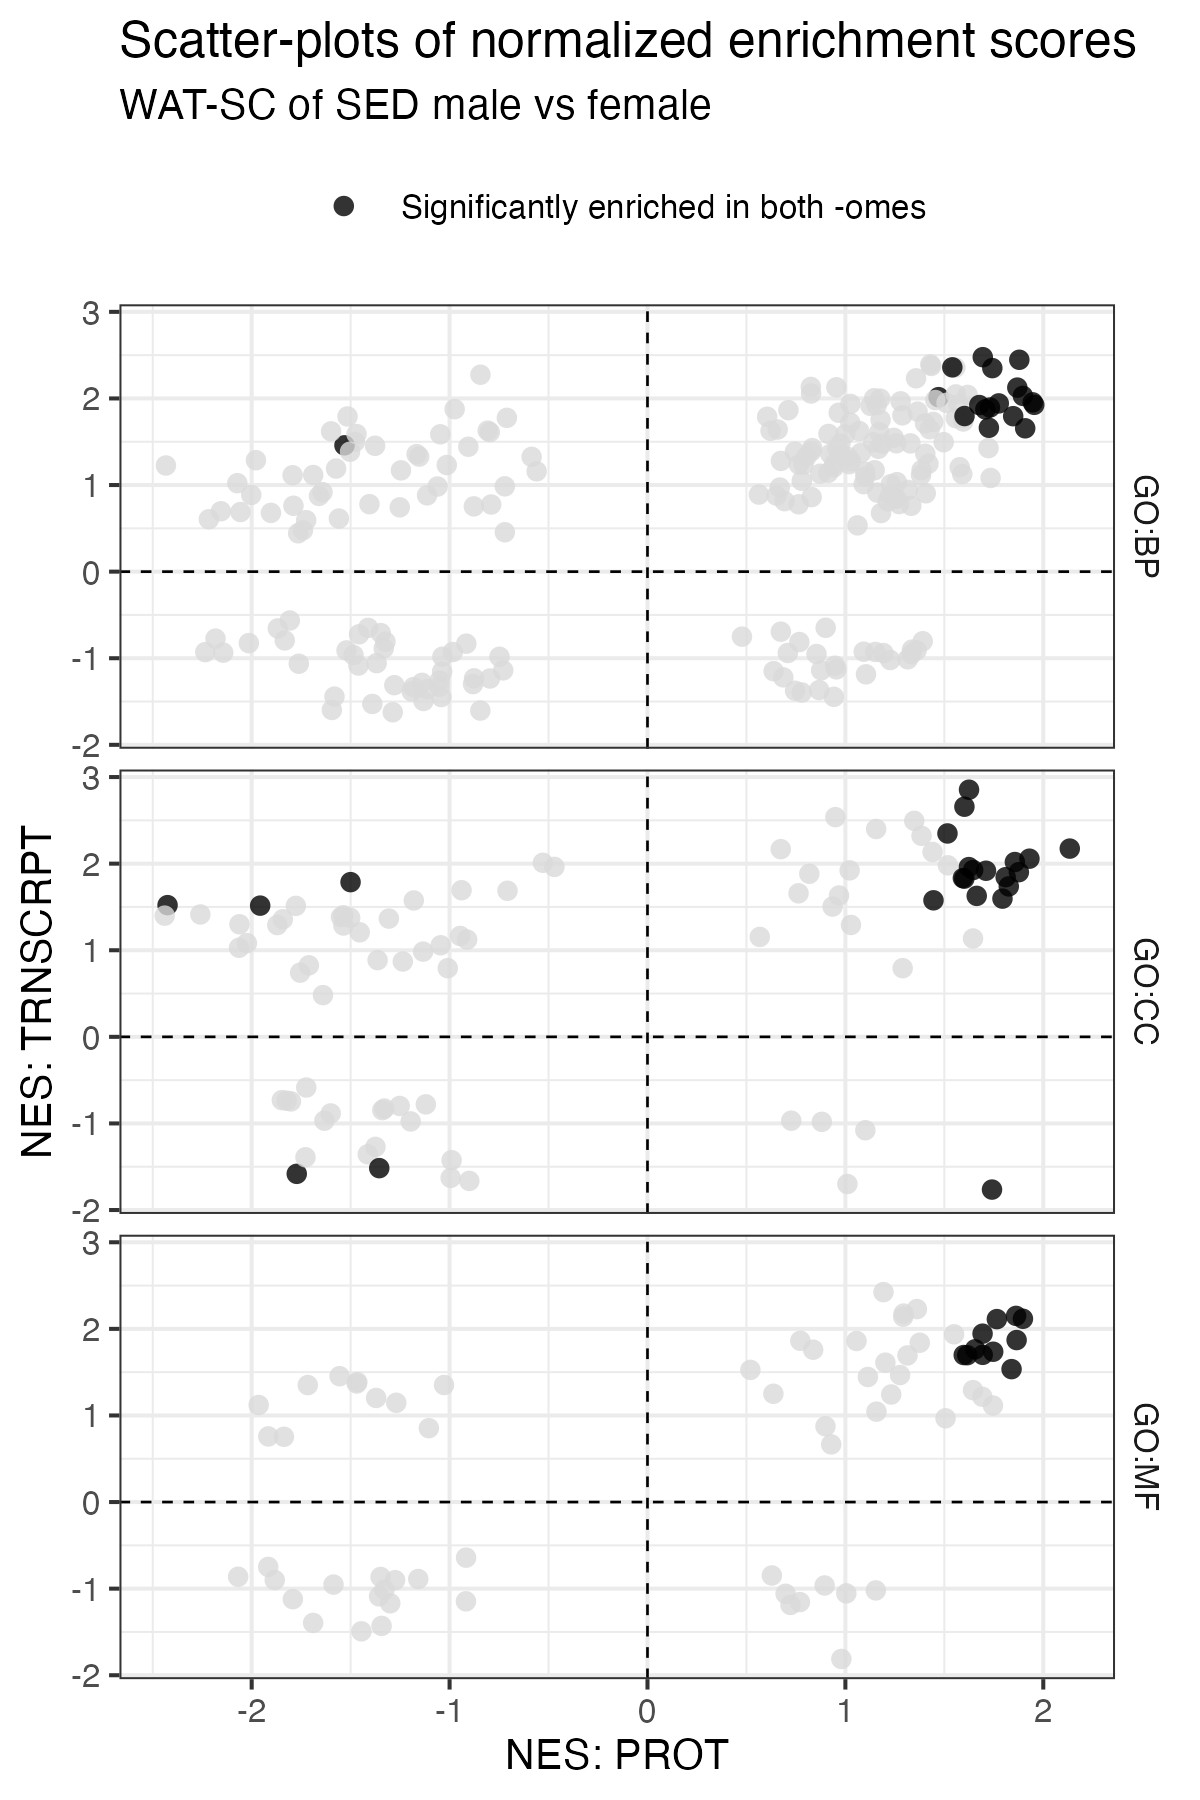 Scatter-plots of normalized enrichment scores
WAT-SC of SED male vs female
Significantly enriched in both -omes
3
2
1
0
-1
-2
GO:BP
3
2
1
0
-1
-2
GO:CC
NES: TRNSCRPT
3
2
1
0
-1
-2
GO:MF
-2 -1 0 1 2
NES: PROT